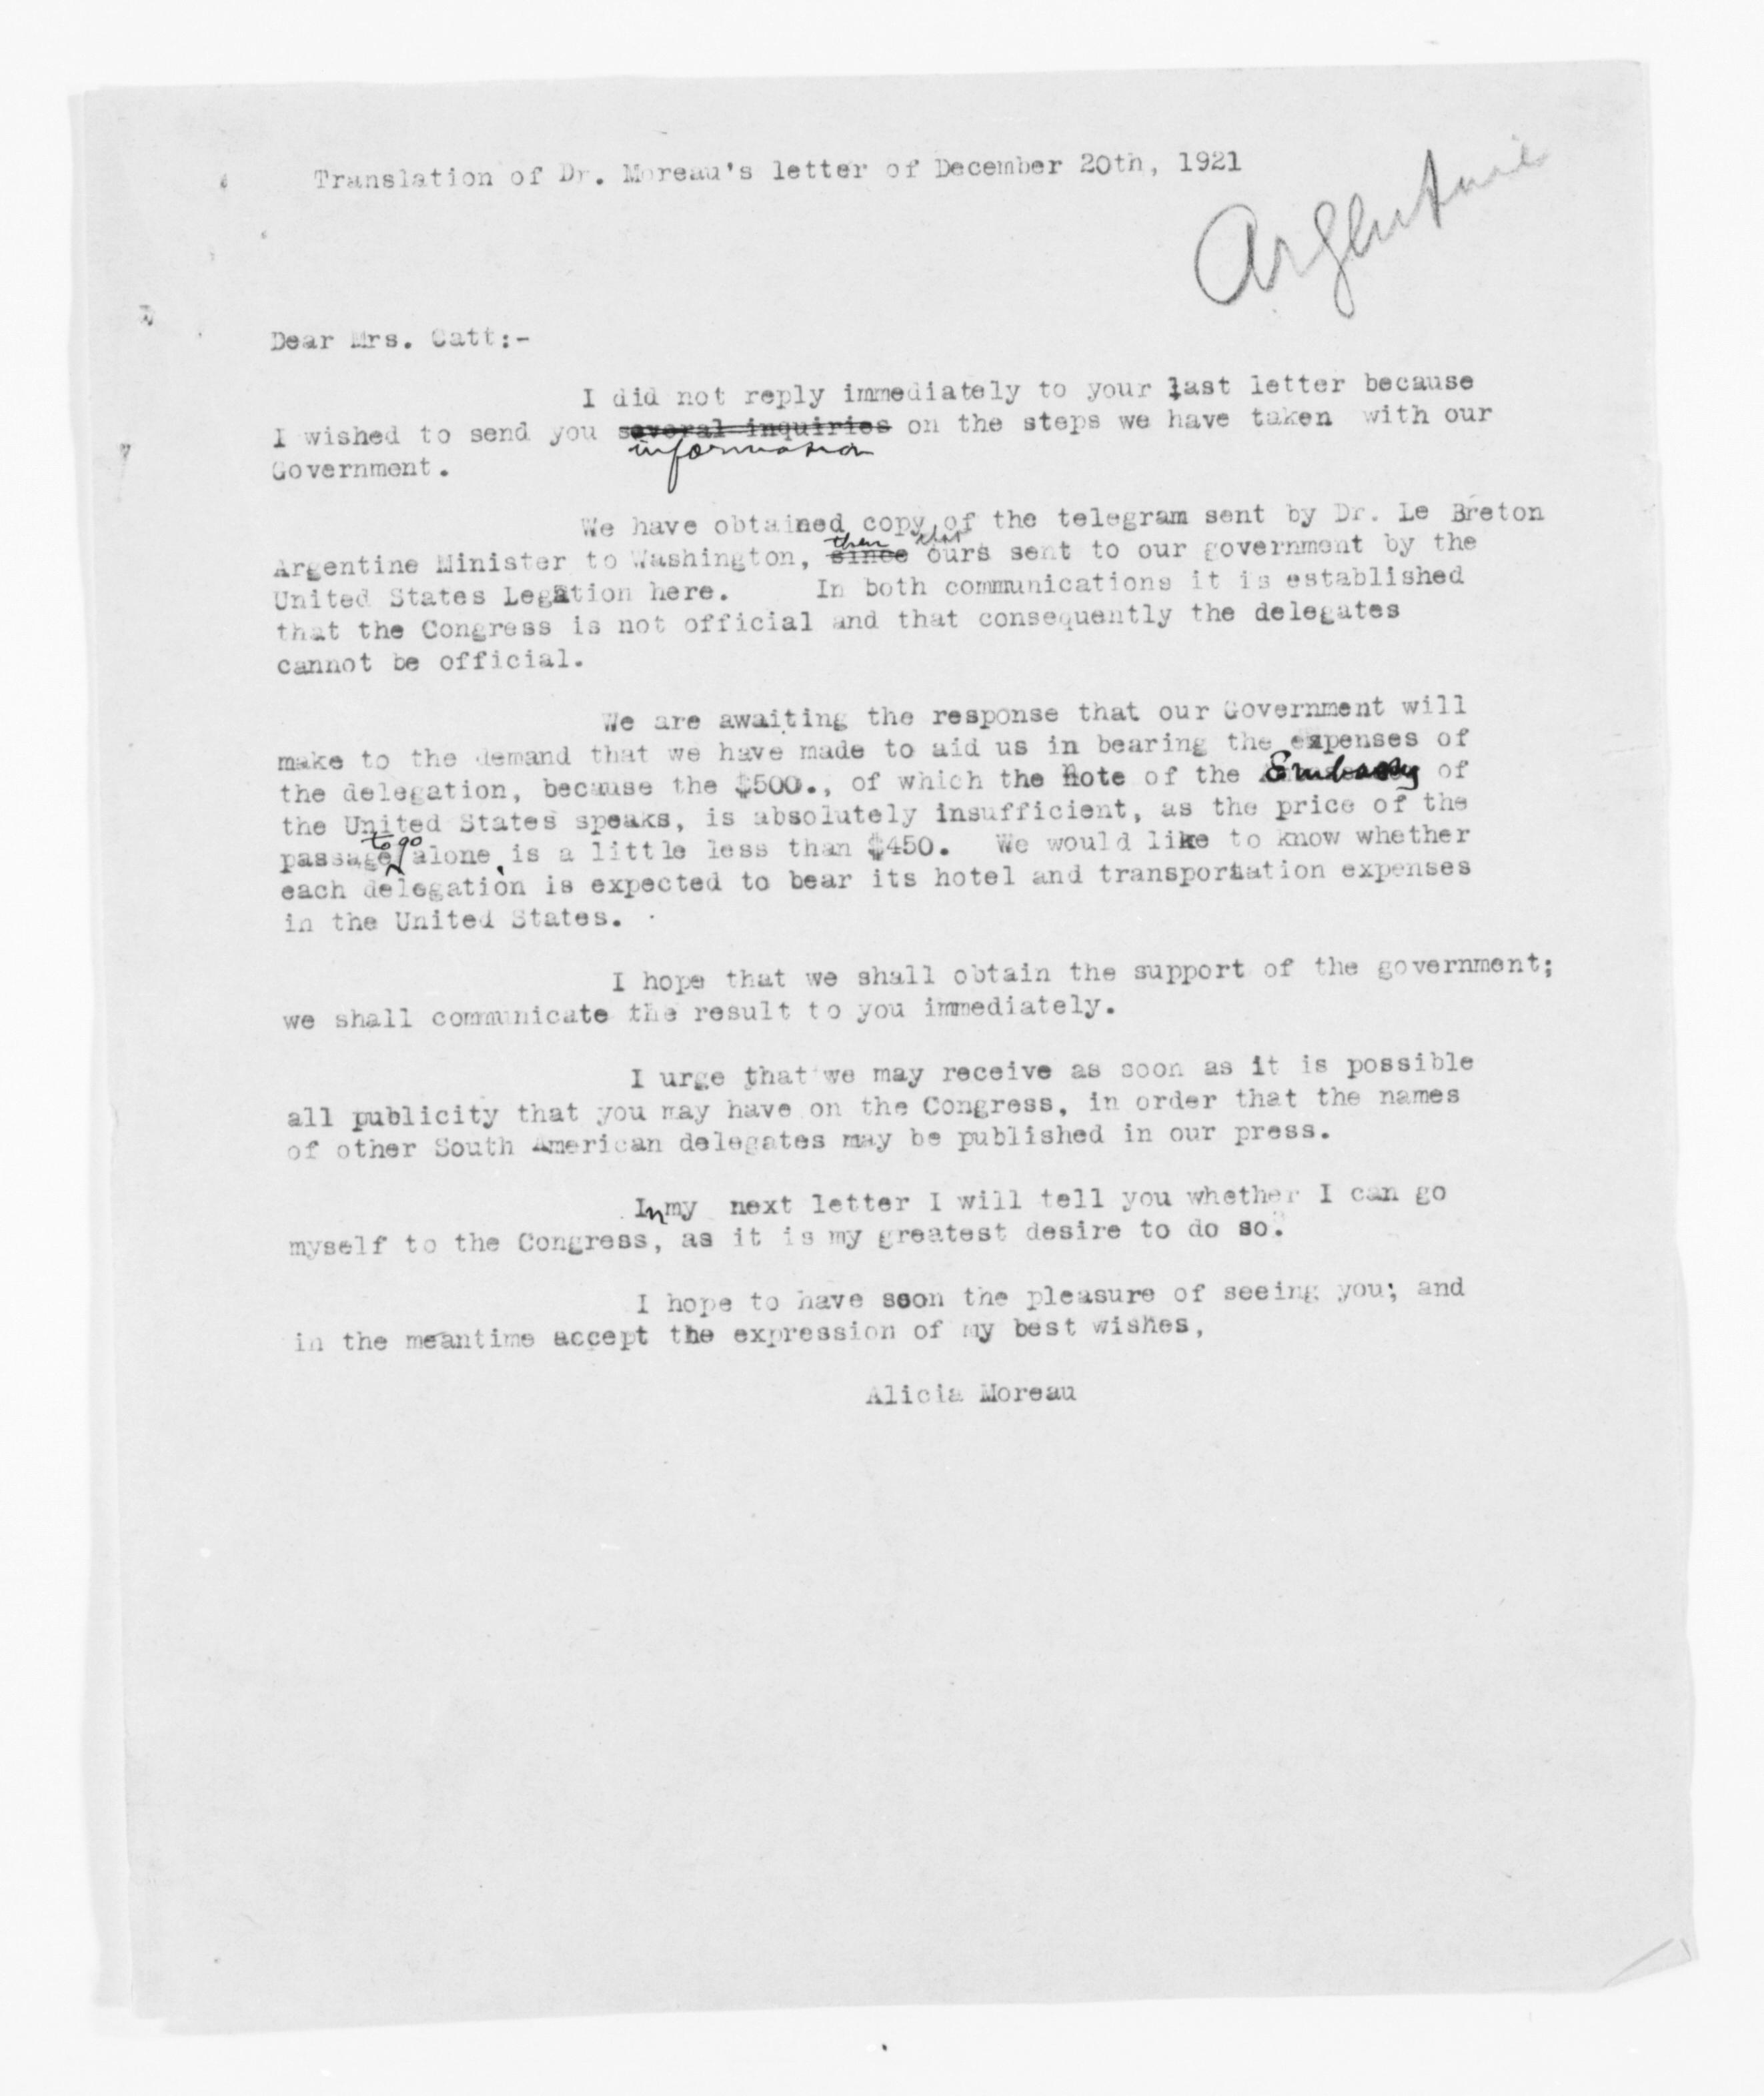 Translation of Dr. Moreau's letter of December 20th, 1921
Argentine
Dear Mrs. Catt:-
I did not reply immediately to your last letter because
I wished to send you several inquiries on the steps we have taken with our
information
Government.
We have obtained copy of the telegram sent by Dr. Le Breton
then that
Argentine Minister to Washington, since ours sent to our government by the
United States Legation here. In both communications it is established
that the Congress is not official and that consequently the delegates
cannot be official.
We are awaiting the response that our Government will
make to the demand that we have made to aid us in bearing the expenses of
the delegation, because the $500., of which the note of the Embassy of
the United States speaks, is absolutely insufficient, as the price of the
to go
passage alone, is a little less than $450. We would like to know whether
each delegation is expected to bear its hotel and transportation expenses
in the United States.
I hope that we shall obtain the support of the government;
we shall communicate the result to you immediately.
I urge that we may receive as soon as it is possible
all publicity that you may have on the Congress, in order that the names
of other South American delegates may be published in our press.
In my next letter I will tell you whether I can go
myself to the Congress, as it is my greatest desire to do so.
I hope to have soon the pleasure of seeing you; and
in the meantime accept the expression of my best wishes,
Alicia Moreau